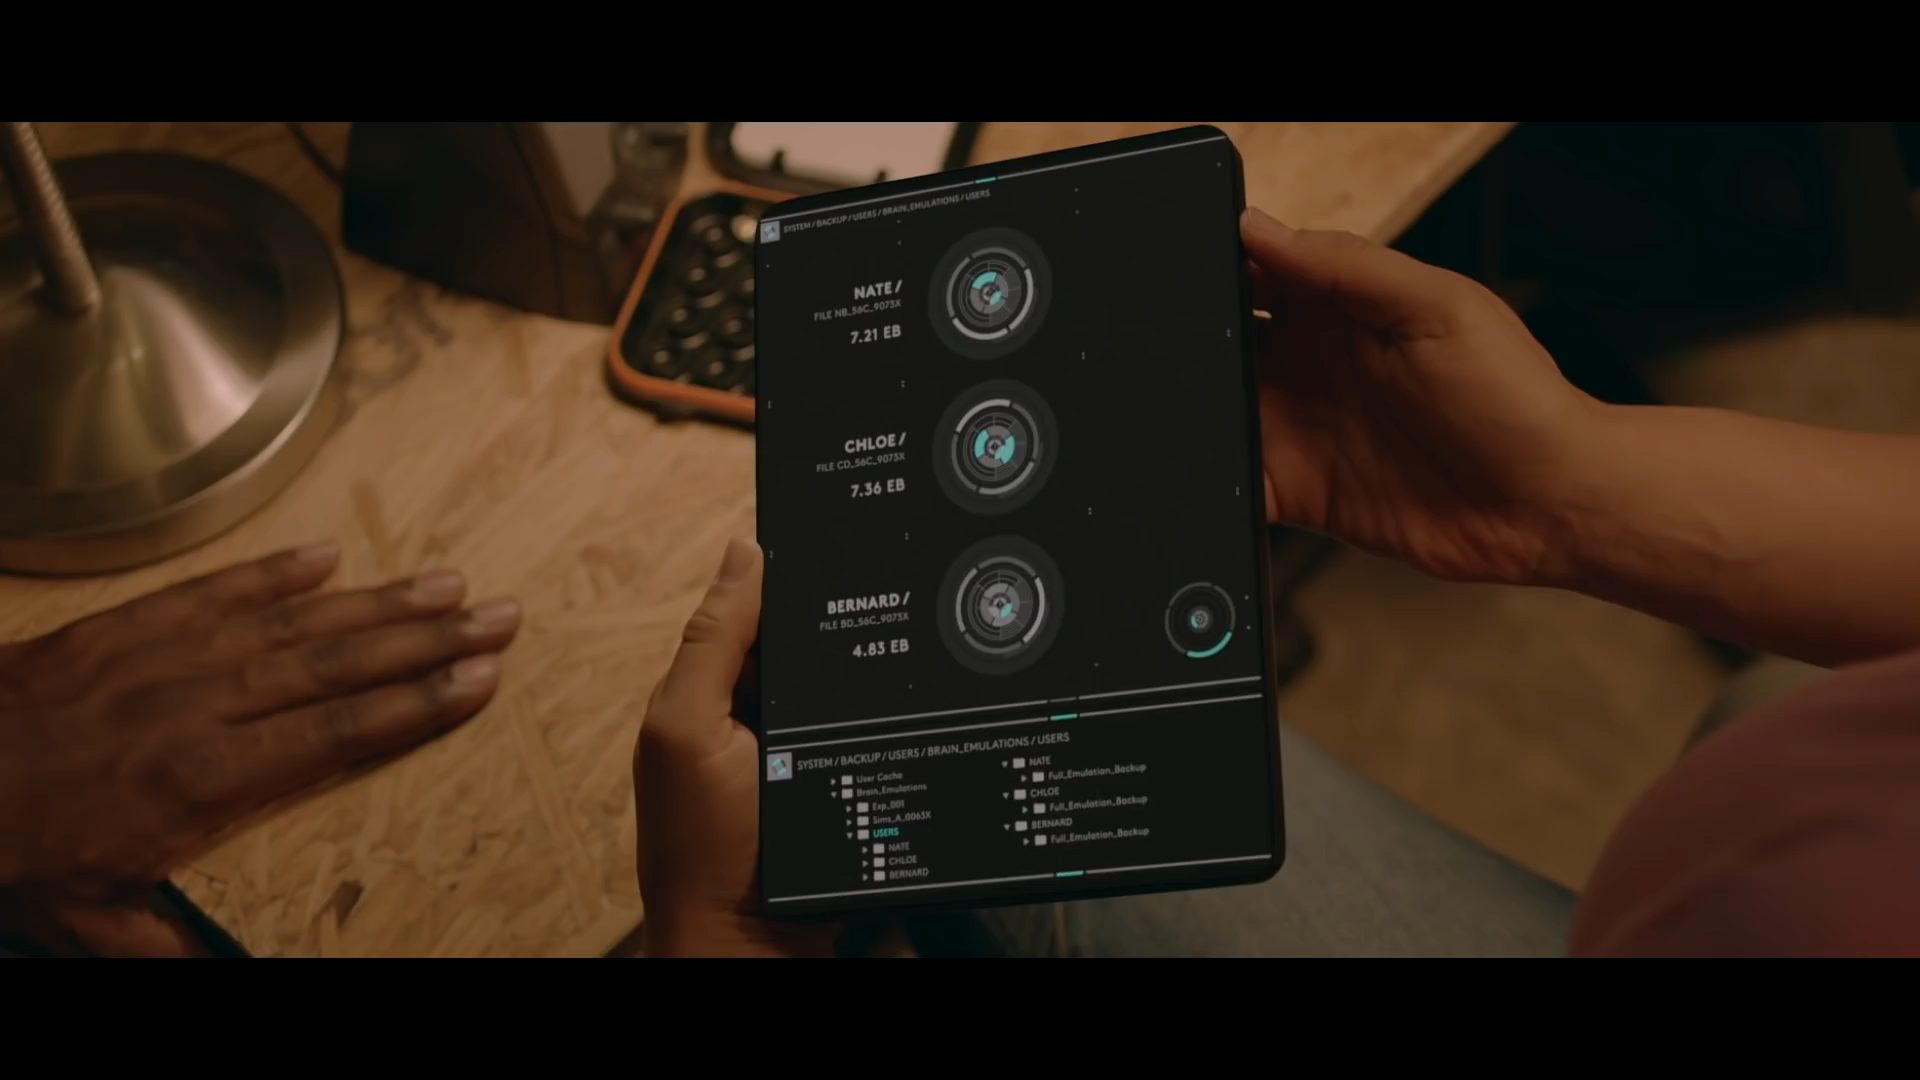 SYSTEM / BACKUP / USERS / BRAIN_EMULATIONS / USERS
NATE /
FILE NB_56C_9073X
7.21 EB
CHLOE /
FILE CD_56C_9073X
7.36 EB
BERNARD /
FILE BD_56C_9073X
4.83 EB
SYSTEM / BACKUP / USERS / BRAIN_EMULATIONS / USERS
User Cache
Brain_Emulations
Exp_001
Sims_A_0063X
USERS
NATE
CHLOE
BERNARD
NATE
Full_Emulation_Backup
CHLOE
Full_Emulation_Backup
BERNARD
Full_Emulation_Backup